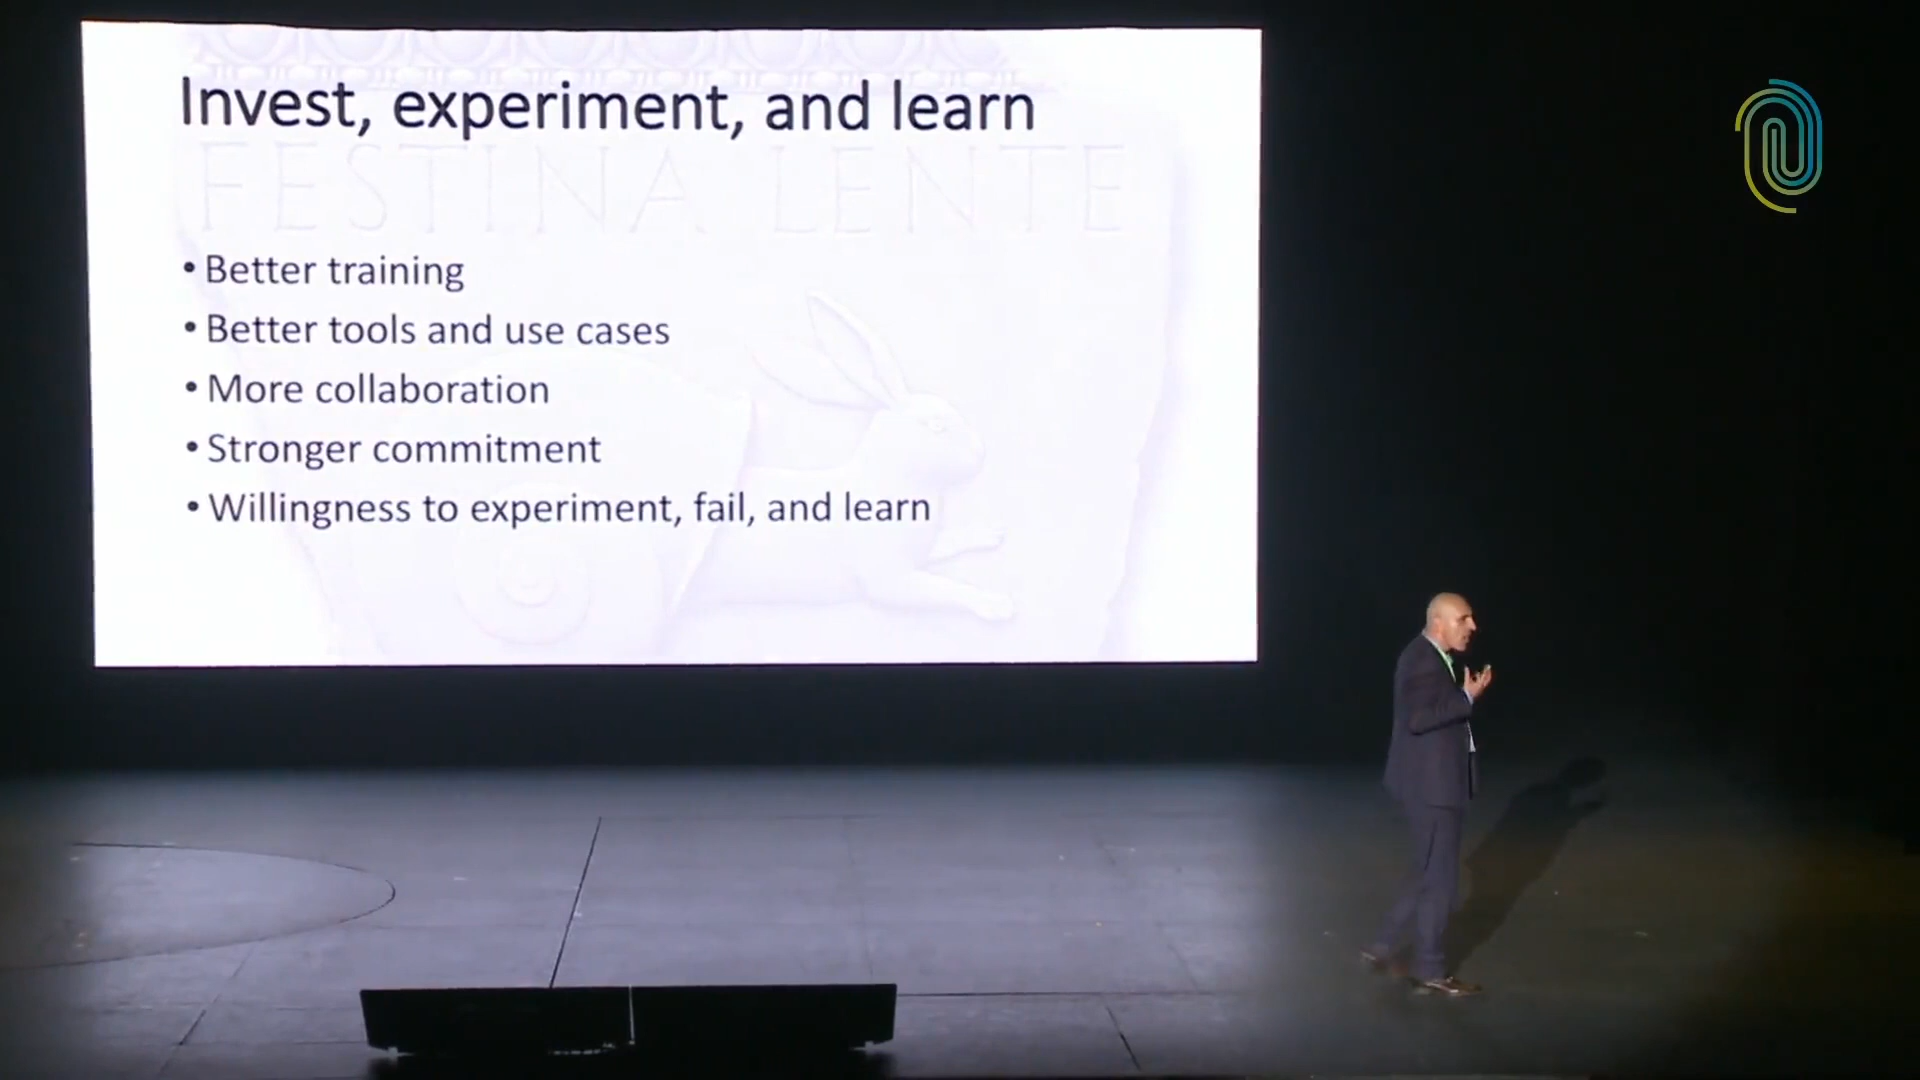 Invest, experiment, and learn
FESTINA LENTE
• Better training
• Better tools and use cases
• More collaboration
• Stronger commitment
• Willingness to experiment, fail, and learn